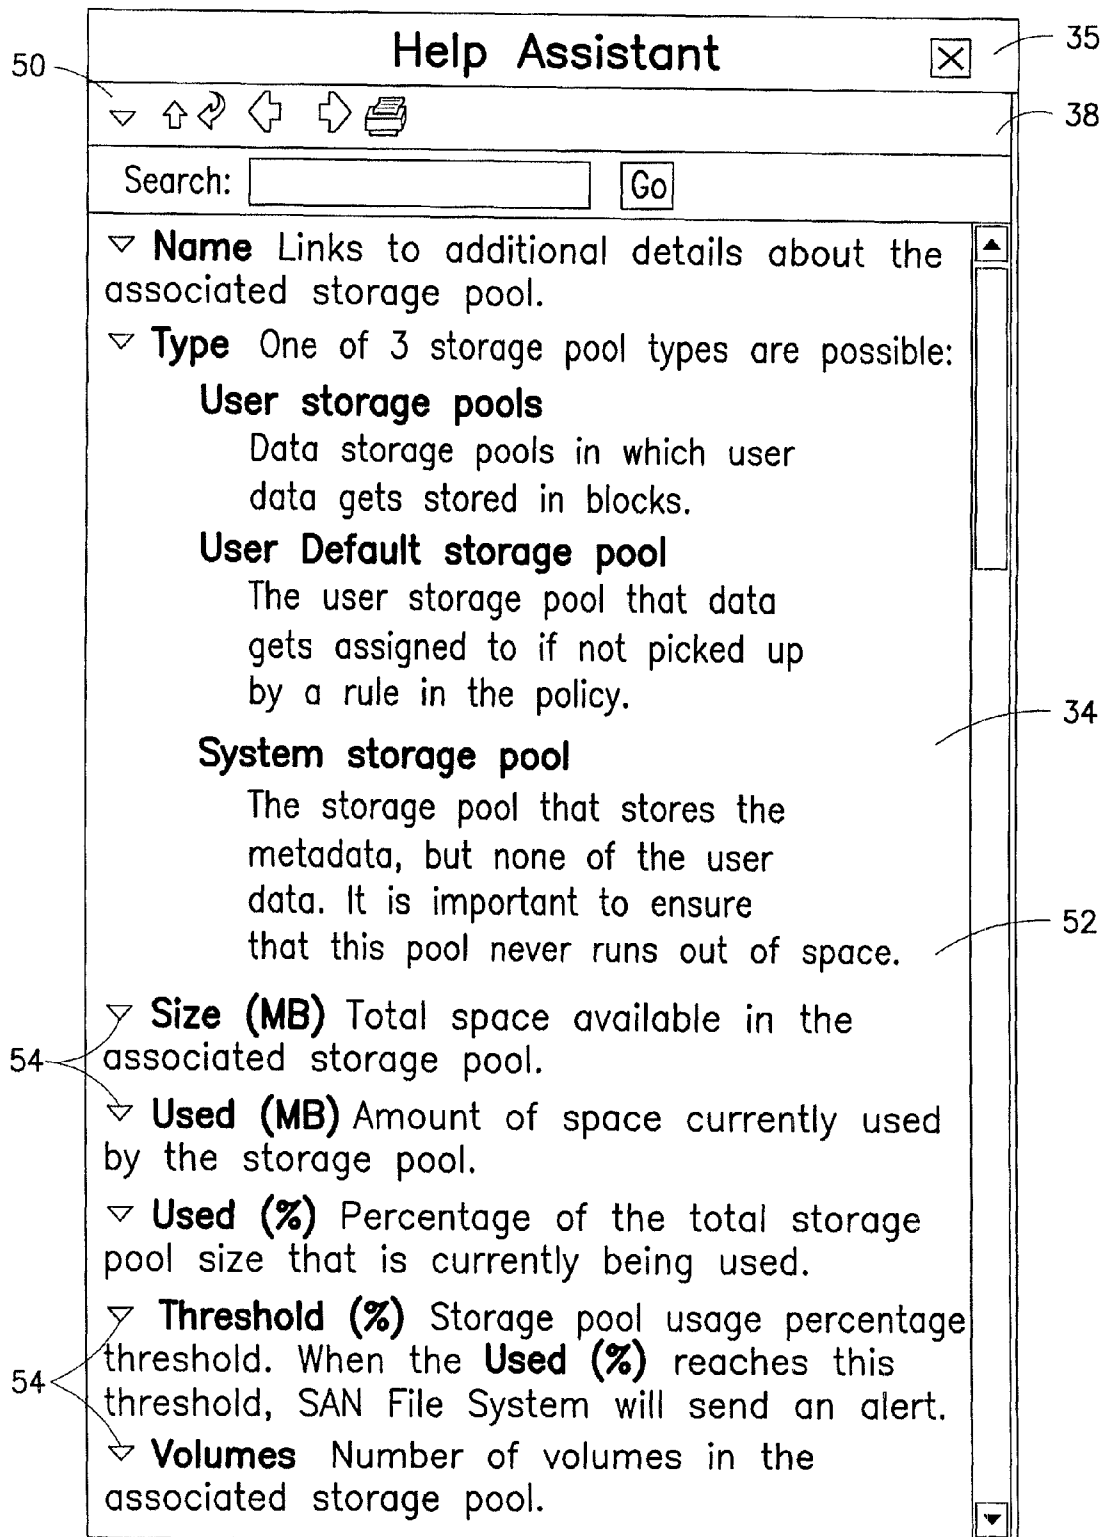 Help Assistant
35
50
38
Search:
Go
Name Links to additional details about the
associated storage pool.
Type One of 3 storage pool types are possible:
User storage pools
Data storage pools in which user
data gets stored in blocks.
User Default storage pool
The user storage pool that data
gets assigned to if not picked up
by a rule in the policy.
34
System storage pool
The storage pool that stores the
metadata, but none of the user
data. It is important to ensure
that this pool never runs out of space.
52
Size (MB) Total space available in the
associated storage pool.
54
Used (MB) Amount of space currently used
by the storage pool.
Used (%) Percentage of the total storage
pool size that is currently being used.
Threshold (%) Storage pool usage percentage
threshold. When the Used (%) reaches this
54
threshold, SAN File System will send an alert.
Volumes Number of volumes in the
associated storage pool.